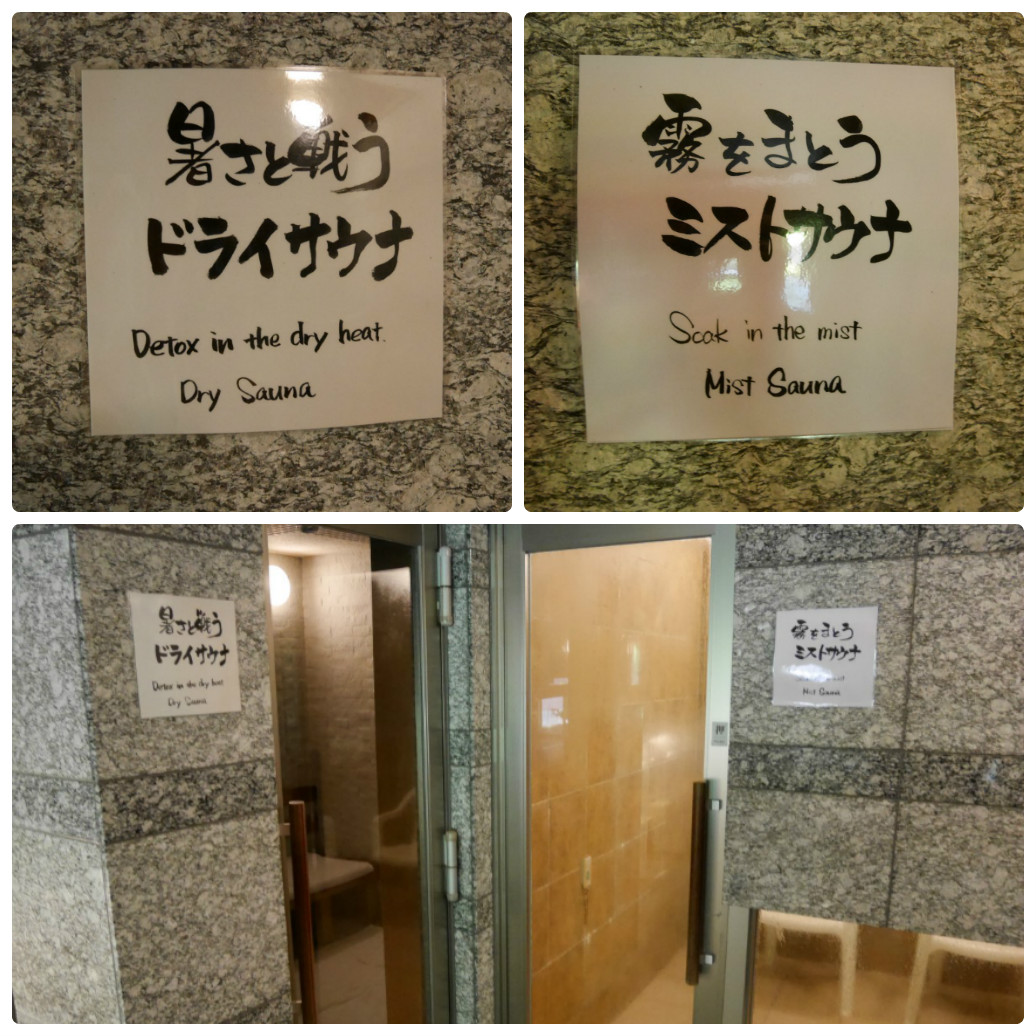 暑さと戦う
ドライサウナ
Detox in the dry heat.
Dry Sauna
霧をまとう
ミストサウナ
Soak in the mist
Mist Sauna
暑さと戦う
ドライサウナ
Detox in the dry heat
Dry Sauna
霧をまとう
ミストサウナ
Mist Sauna
押